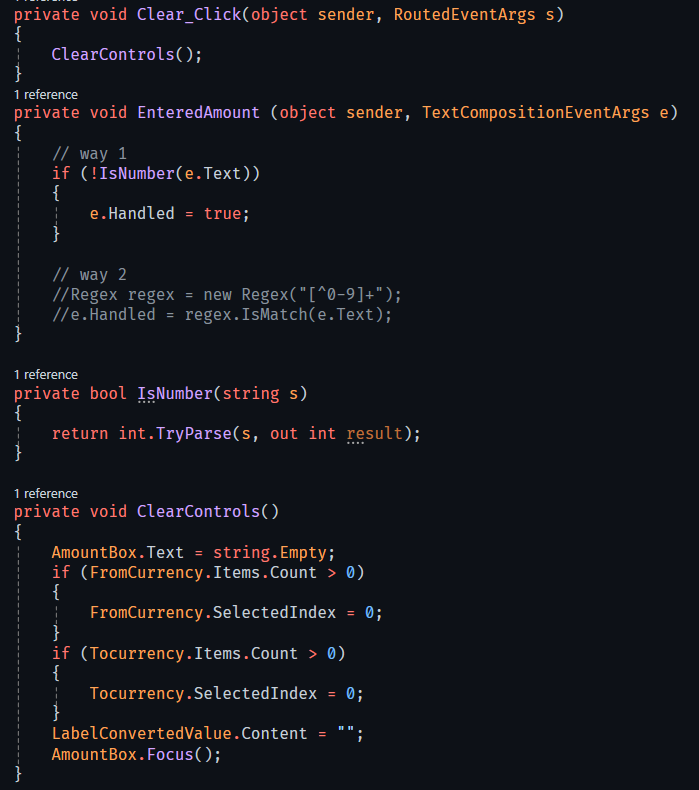 private void Clear_Click(object sender, RoutedEventArgs s)
{
    ClearControls();
}
1 reference
private void EnteredAmount (object sender, TextCompositionEventArgs e)
{
    // way 1
    if (!IsNumber(e.Text))
    {
        e.Handled = true;
    }

    // way 2
    //Regex regex = new Regex("[^0-9]+");
    //e.Handled = regex.IsMatch(e.Text);
}

1 reference
private bool IsNumber(string s)
{
    return int.TryParse(s, out int result);
}

1 reference
private void ClearControls()
{
    AmountBox.Text = string.Empty;
    if (FromCurrency.Items.Count > 0)
    {
        FromCurrency.SelectedIndex = 0;
    }
    if (Tocurrency.Items.Count > 0)
    {
        Tocurrency.SelectedIndex = 0;
    }
    LabelConvertedValue.Content = "";
    AmountBox.Focus();
}